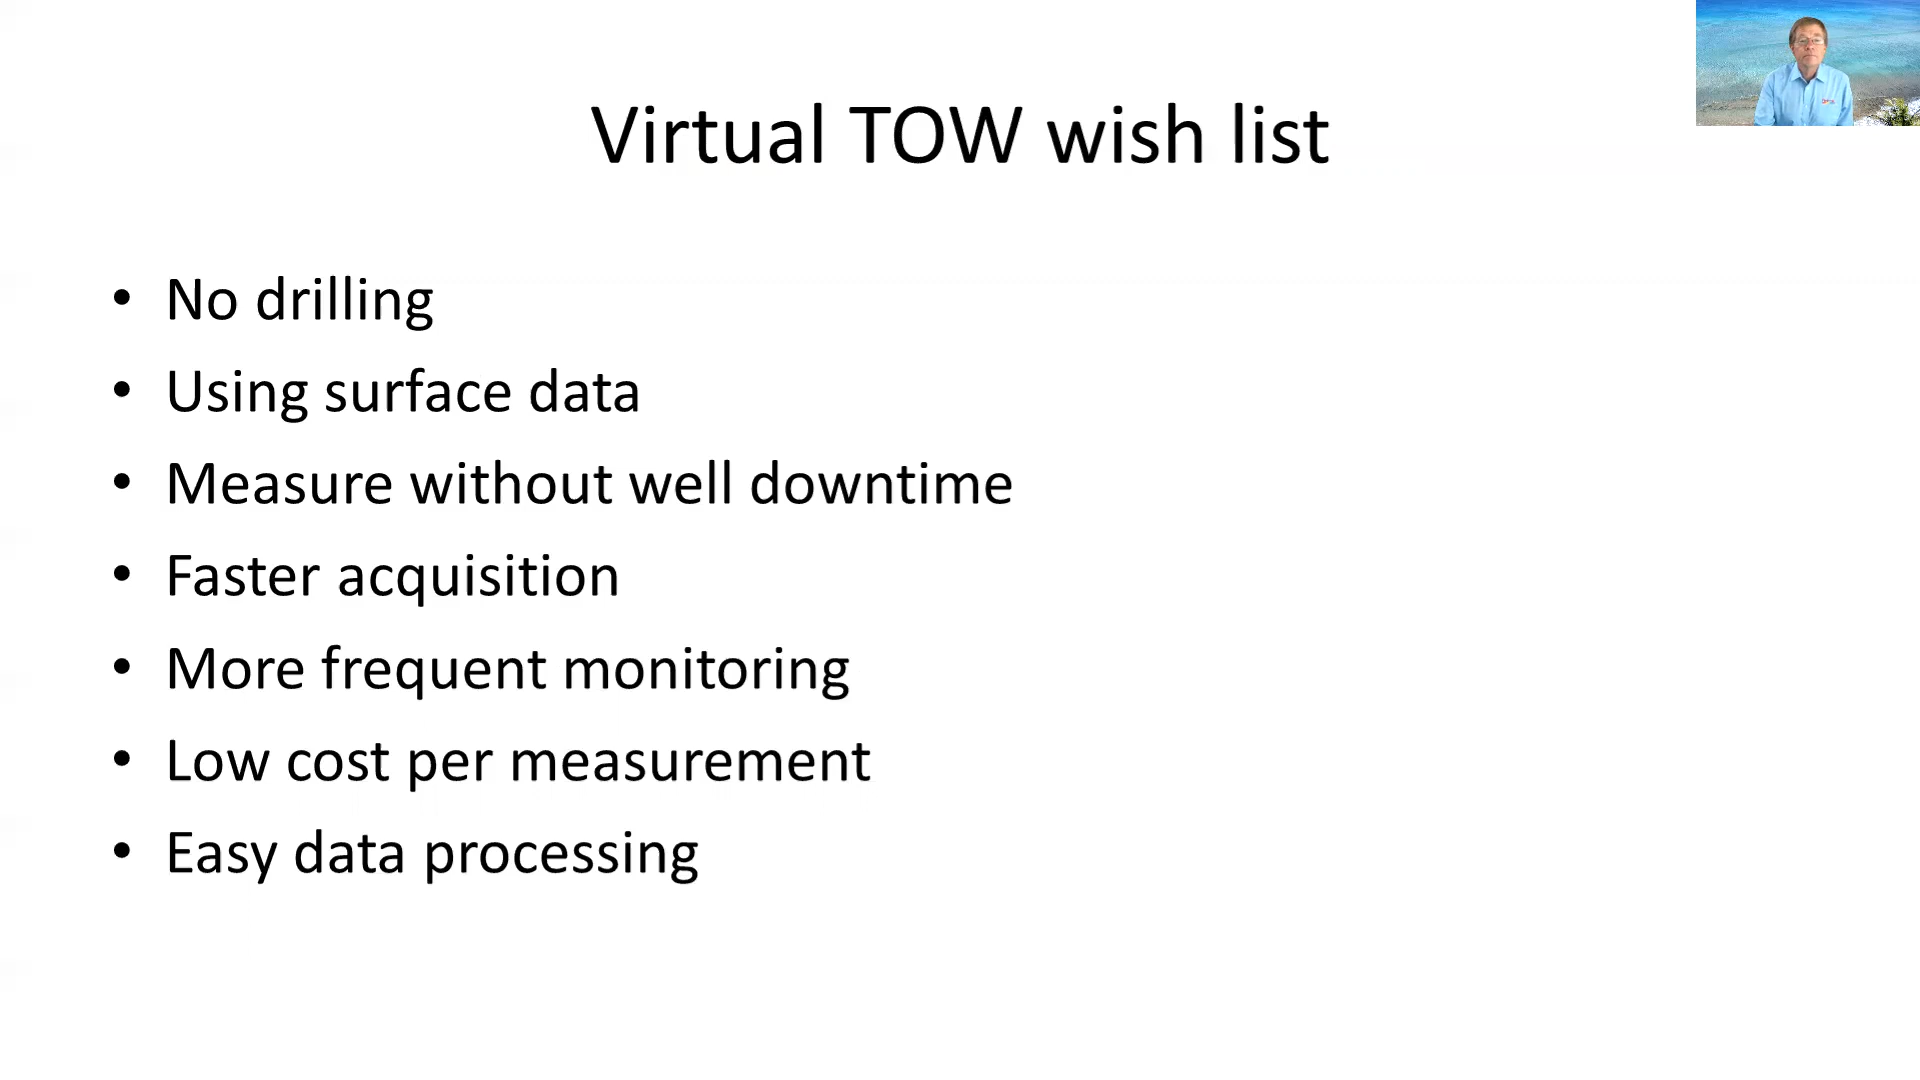 Virtual TOW wish list
• No drilling
• Using surface data
• Measure without well downtime
• Faster acquisition
• More frequent monitoring
• Low cost per measurement
• Easy data processing